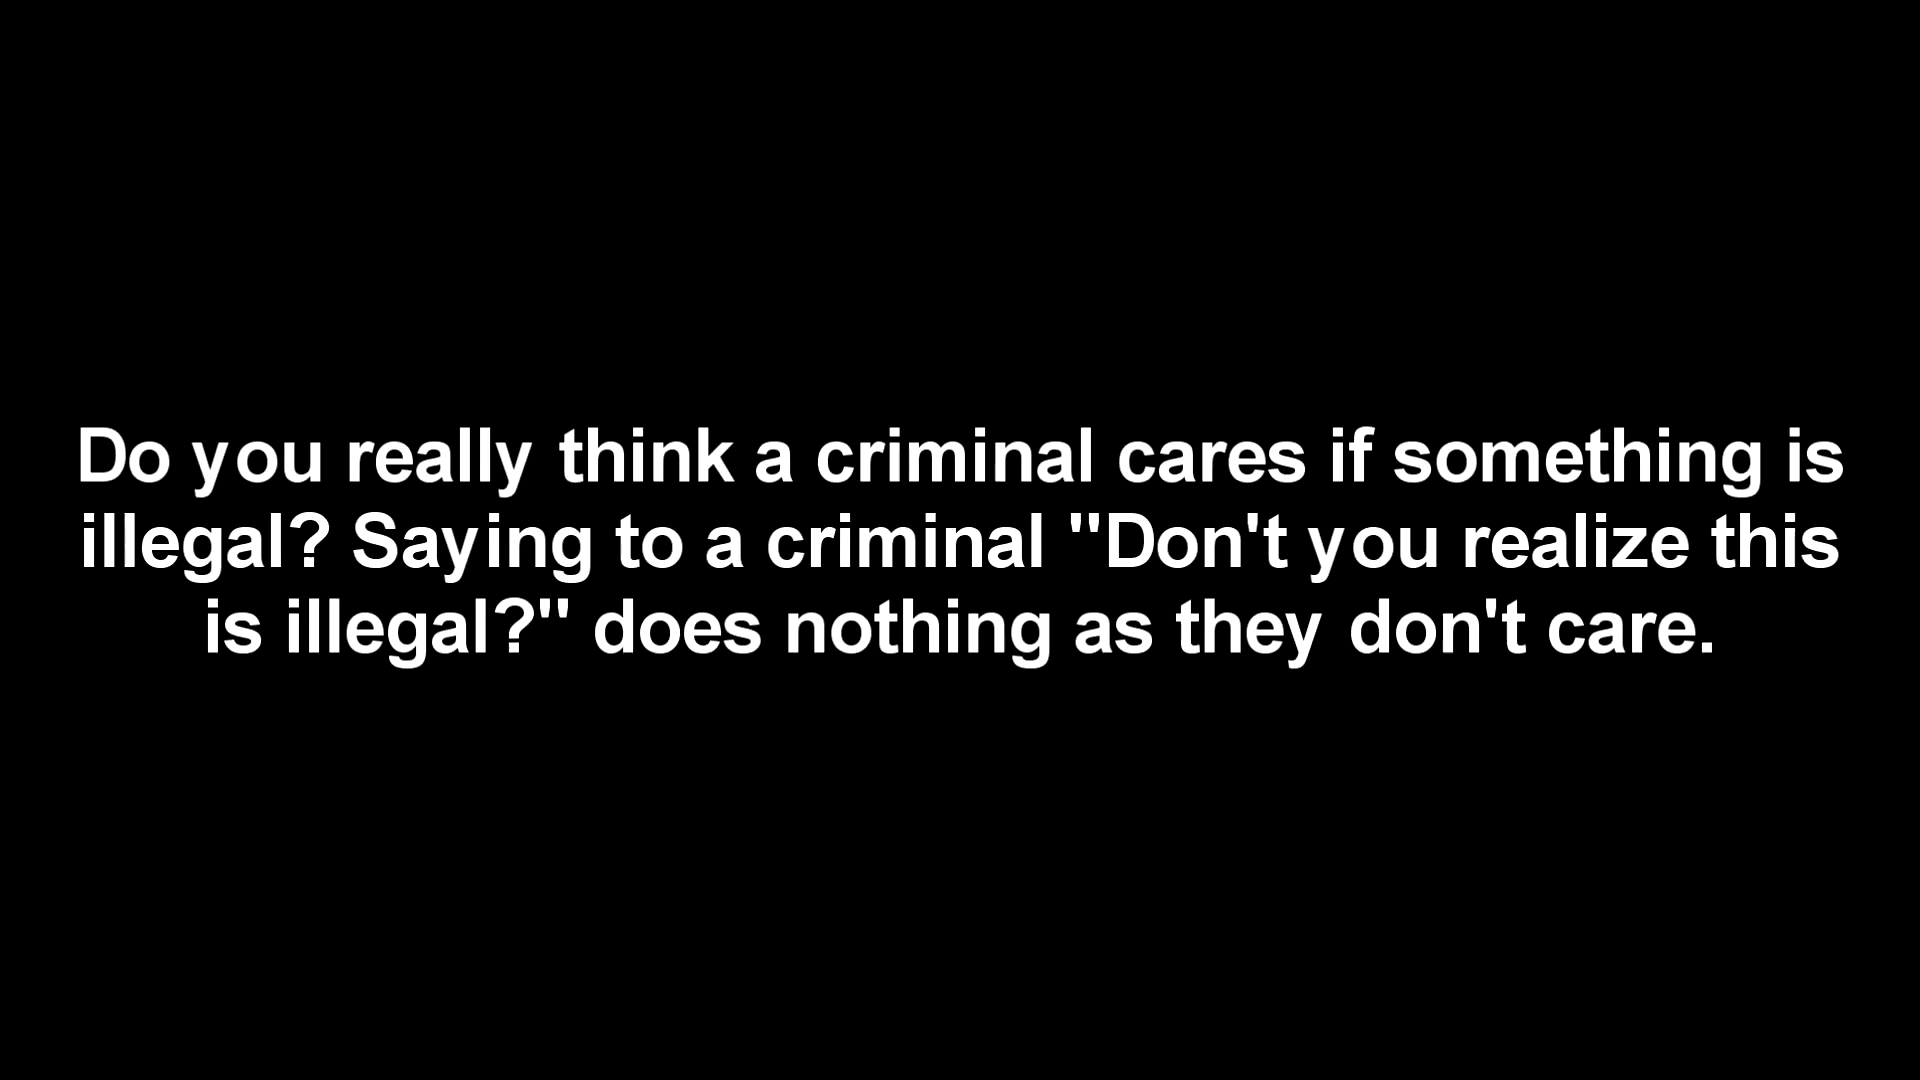 Do you really think a criminal cares if something is
illegal? Saying to a criminal "Don't you realize this
is illegal?" does nothing as they don't care.